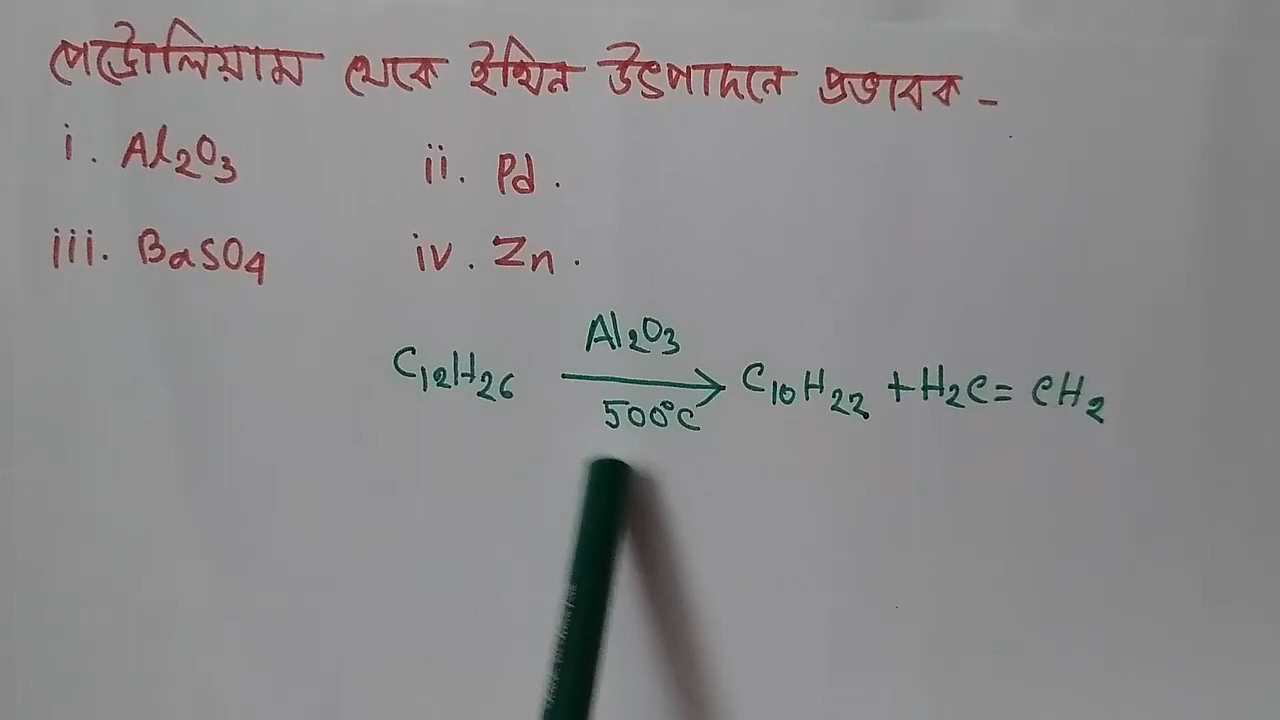 পেট্রোলিয়াম থেকে ইথিন উৎপাদনে প্রভাবক -
i. Al₂O₃ ii. Pd.
iii. BaSO₄ iv. Zn.
C₁₂H₂₆ →[Al₂O₃ / 500°C] C₁₀H₂₂ + H₂C = CH₂